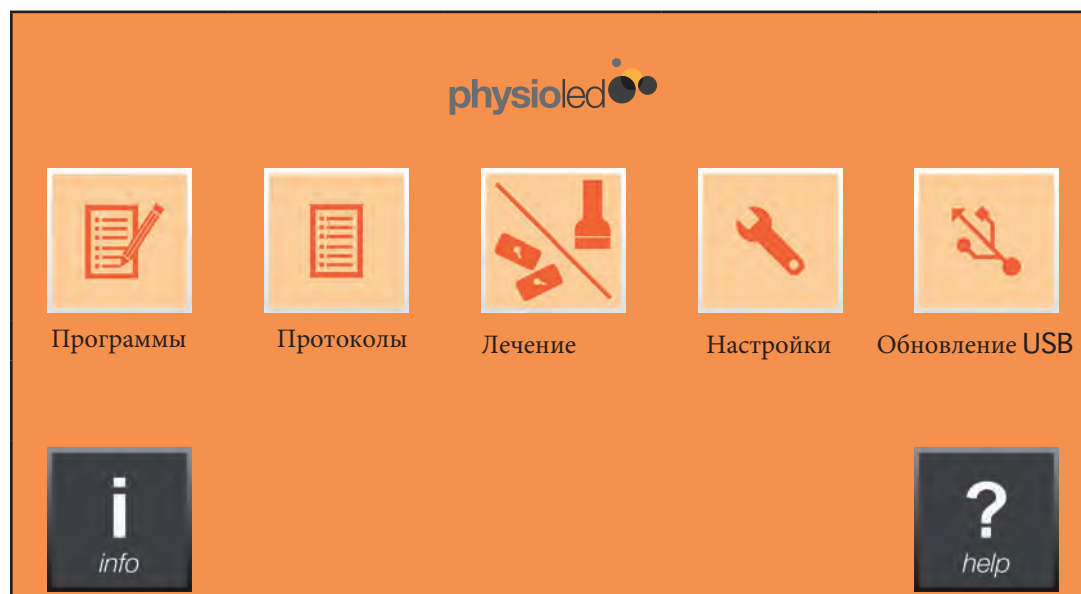 physioled
Программы Протоколы Лечение Настройки Обновление USB
i ?
info help